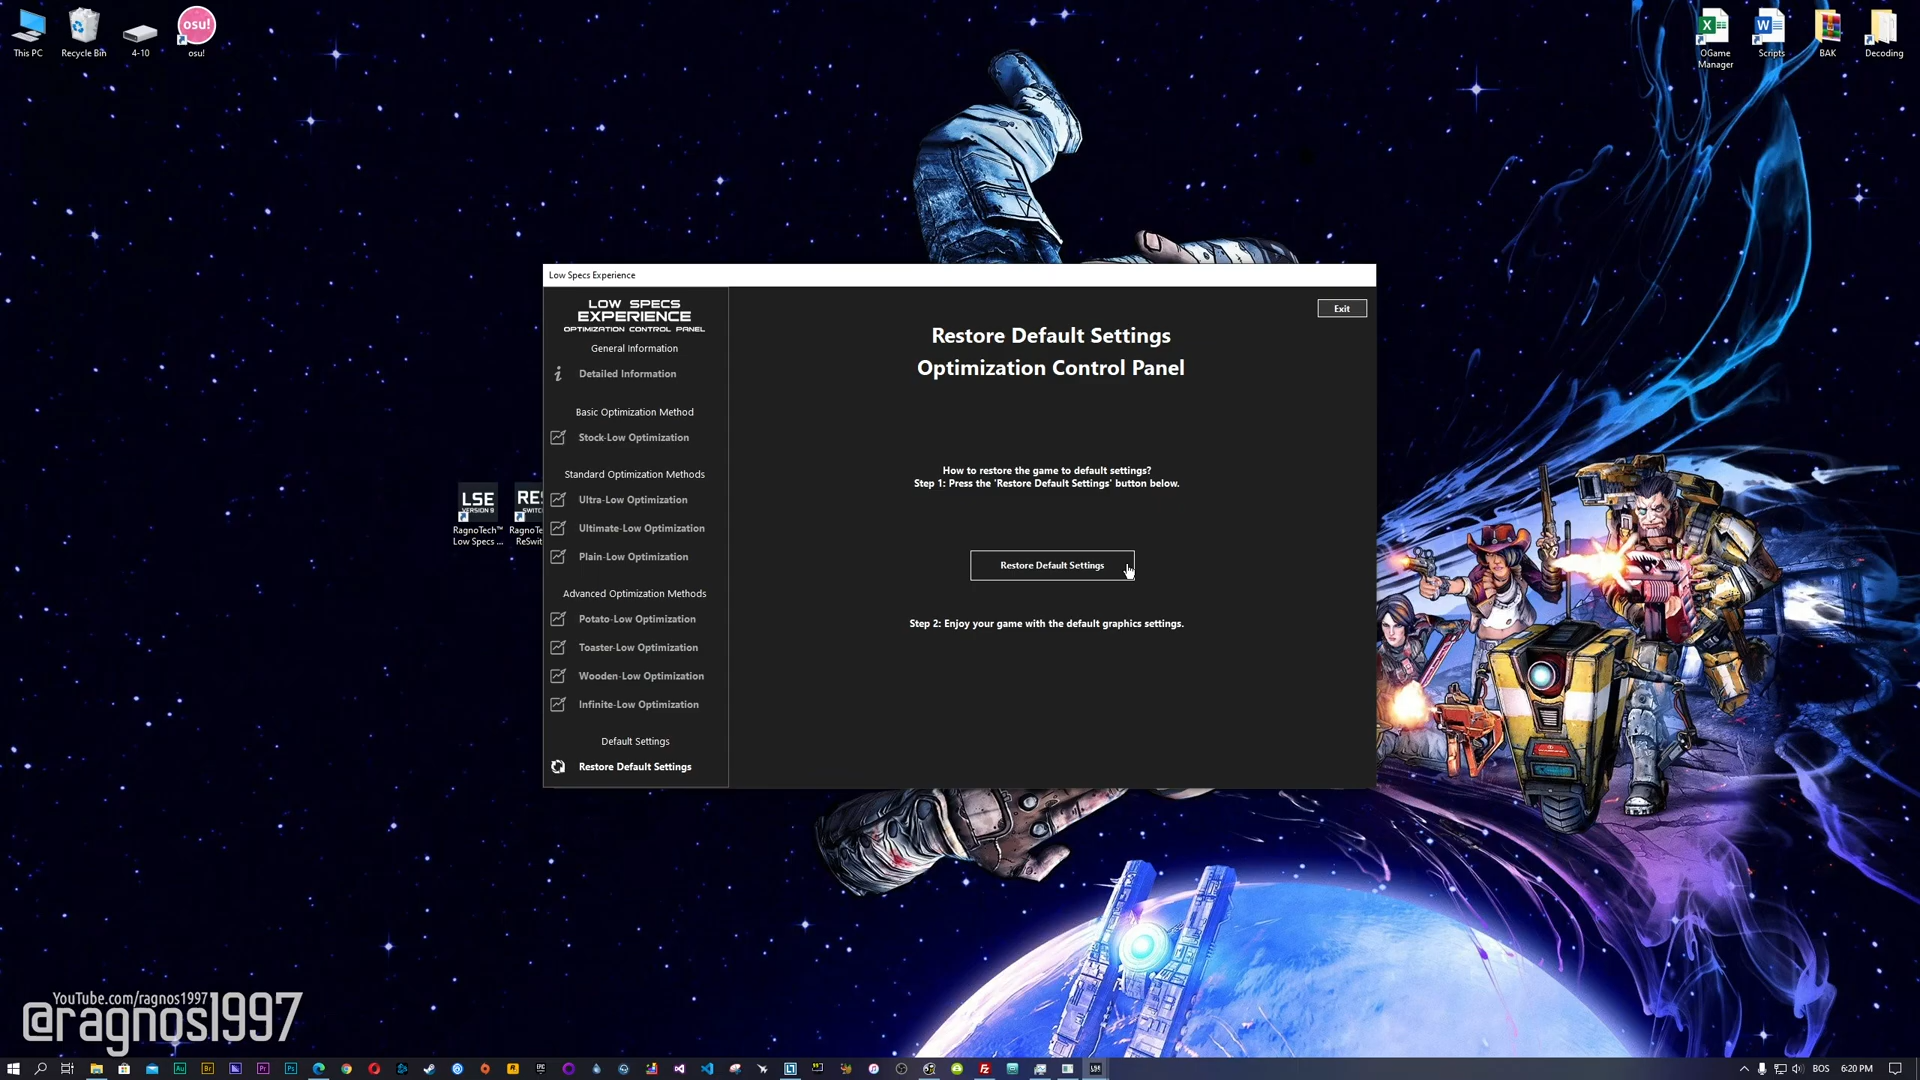 This PC
Recycle Bin
4-10
osu!
osu!
OGame
Manager
Scripts
BAK
Decoding
LSE
VERSION 9
RagnoTech™
Low Specs ...
Low Specs Experience
LOW SPECS
EXPERIENCE
OPTIMIZATION CONTROL PANEL
General Information
Detailed Information
Basic Optimization Method
Stock-Low Optimization
Standard Optimization Methods
Ultra-Low Optimization
Ultimate-Low Optimization
Plain-Low Optimization
Advanced Optimization Methods
Potato-Low Optimization
Toaster-Low Optimization
Wooden-Low Optimization
Infinite-Low Optimization
Default Settings
Restore Default Settings
Exit
Restore Default Settings
Optimization Control Panel
How to restore the game to default settings?
Step 1: Press the 'Restore Default Settings' button below.
Restore Default Settings
Step 2: Enjoy your game with the default graphics settings.
YouTube.com/ragnos1997
@ragnos1997
BOS
6:20 PM